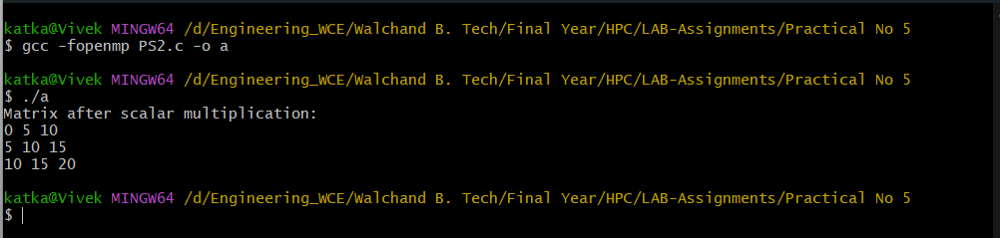 katka@Vivek MINGW64 /d/Engineering_WCE/Walchand B. Tech/Final Year/HPC/LAB-Assignments/Practical No 5
$ gcc -fopenmp PS2.c -o a
katka@Vivek MINGW64 /d/Engineering_WCE/Walchand B. Tech/Final Year/HPC/LAB-Assignments/Practical No 5
$ ./a
Matrix after scalar multiplication:
0 5 10
5 10 15
10 15 20
katka@Vivek MINGW64 /d/Engineering_WCE/Walchand B. Tech/Final Year/HPC/LAB-Assignments/Practical No 5
$